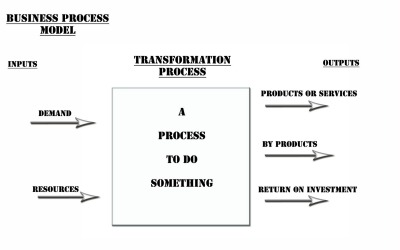 BUSINESS PROCESS
MODEL
INPUTS
TRANSFORMATION
PROCESS
OUTPUTS
DEMAND
RESOURCES
A
PROCESS
TO DO
SOMETHING
PRODUCTS OR SERVICES
BY PRODUCTS
RETURN ON INVESTMENT